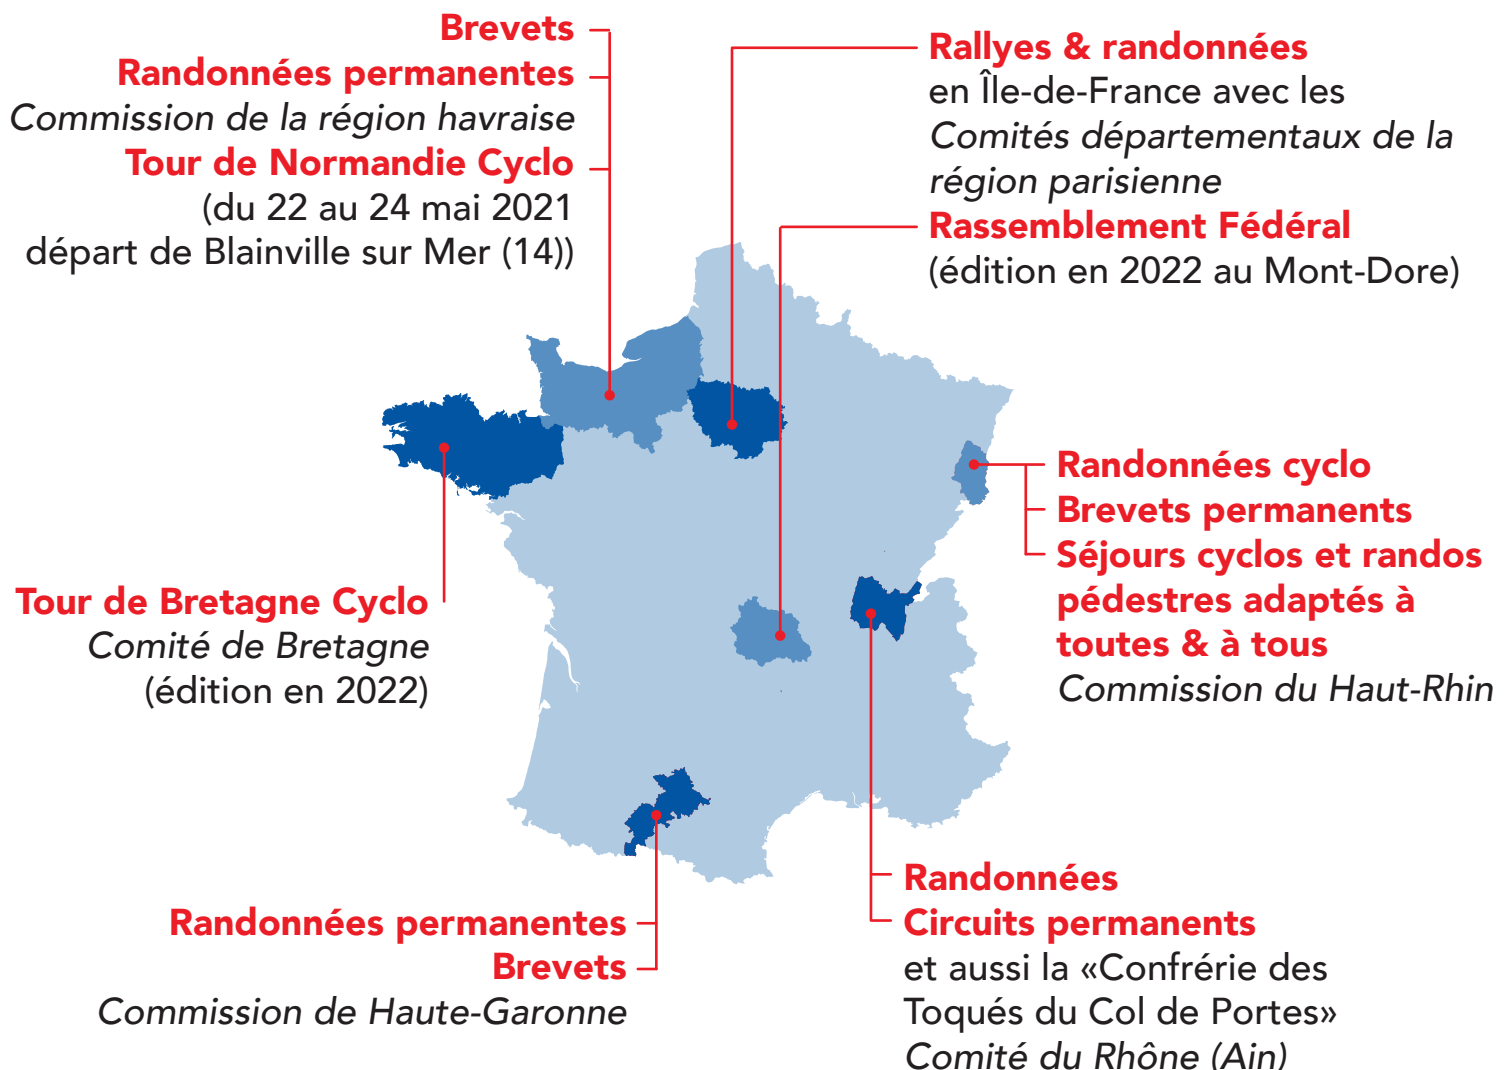 Brevets
Randonnées permanentes
Commission de la région havraise
Tour de Normandie Cyclo
(du 22 au 24 mai 2021
départ de Blainville sur Mer (14))
Rallyes & randonnées
en Île-de-France avec les
Comités départementaux de la
région parisienne
Rassemblement Fédéral
(édition en 2022 au Mont-Dore)
Randonnées cyclo
Brevets permanents
Séjours cyclos et randos
pédestres adaptés à
toutes & à tous
Commission du Haut-Rhin
Tour de Bretagne Cyclo
Comité de Bretagne
(édition en 2022)
Randonnées permanentes
Brevets
Commission de Haute-Garonne
Randonnées
Circuits permanents
et aussi la «Confrérie des
Toqués du Col de Portes»
Comité du Rhône (Ain)